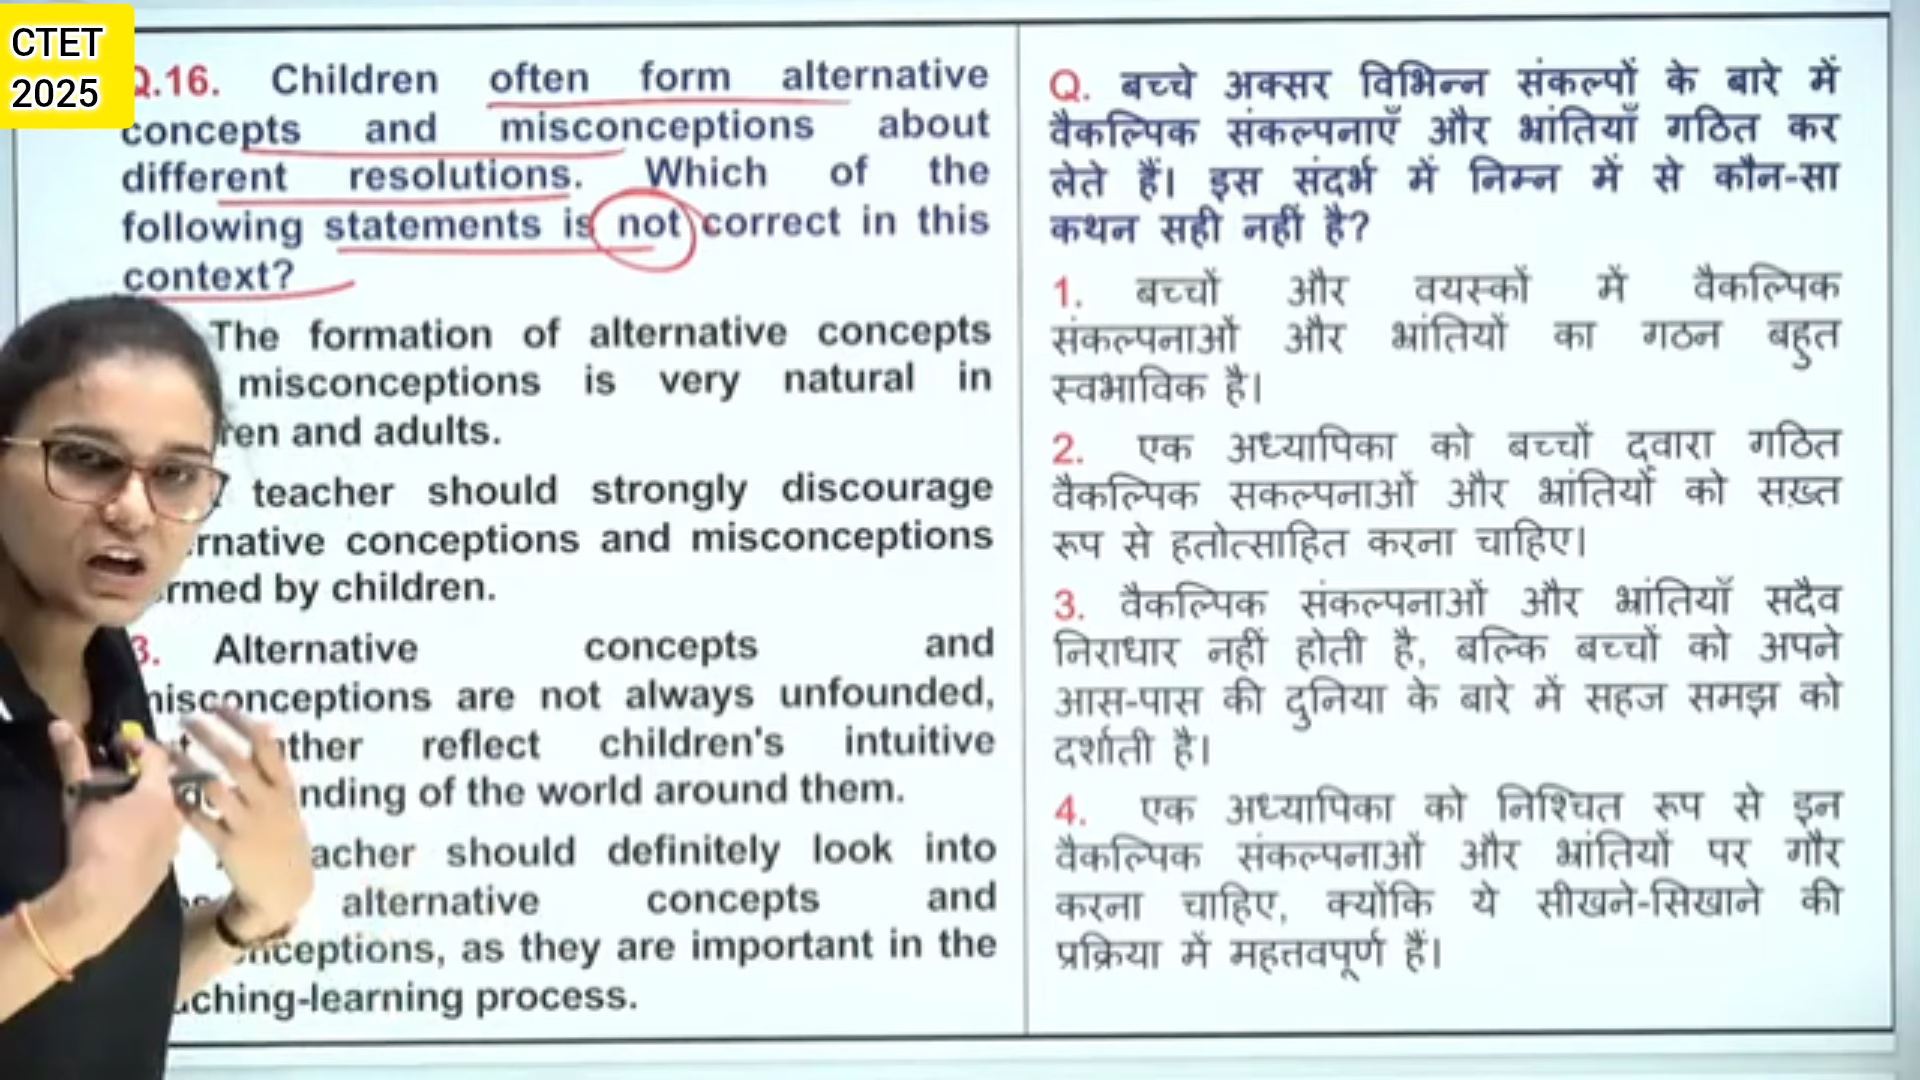 CTET
2025
Q.16. Children often form alternative
concepts and misconceptions about
different resolutions. Which of the
following statements is not correct in this
context?
The formation of alternative concepts
misconceptions is very natural in
ren and adults.
teacher should strongly discourage
rnative conceptions and misconceptions
rmed by children.
3. Alternative concepts and
misconceptions are not always unfounded,
ther reflect children's intuitive
nding of the world around them.
acher should definitely look into
alternative concepts and
nceptions, as they are important in the
ching-learning process.
Q. बच्चे अक्सर विभिन्न संकल्पों के बारे में
वैकल्पिक संकल्पनाएँ और भ्रांतियाँ गठित कर
लेते हैं। इस संदर्भ में निम्न में से कौन-सा
कथन सही नहीं है?
1. बच्चों और वयस्कों में वैकल्पिक
संकल्पनाओं और भ्रांतियों का गठन बहुत
स्वभाविक है।
2. एक अध्यापिका को बच्चों द्वारा गठित
वैकल्पिक सकल्पनाओं और भ्रांतियों को सख़्त
रूप से हतोत्साहित करना चाहिए।
3. वैकल्पिक संकल्पनाओं और भ्रांतियाँ सदैव
निराधार नहीं होती है, बल्कि बच्चों को अपने
आस-पास की दुनिया के बारे में सहज समझ को
दर्शाती है।
4. एक अध्यापिका को निश्चित रूप से इन
वैकल्पिक संकल्पनाओं और भ्रांतियों पर गौर
करना चाहिए, क्योंकि ये सीखने-सिखाने की
प्रक्रिया में महत्तवपूर्ण हैं।